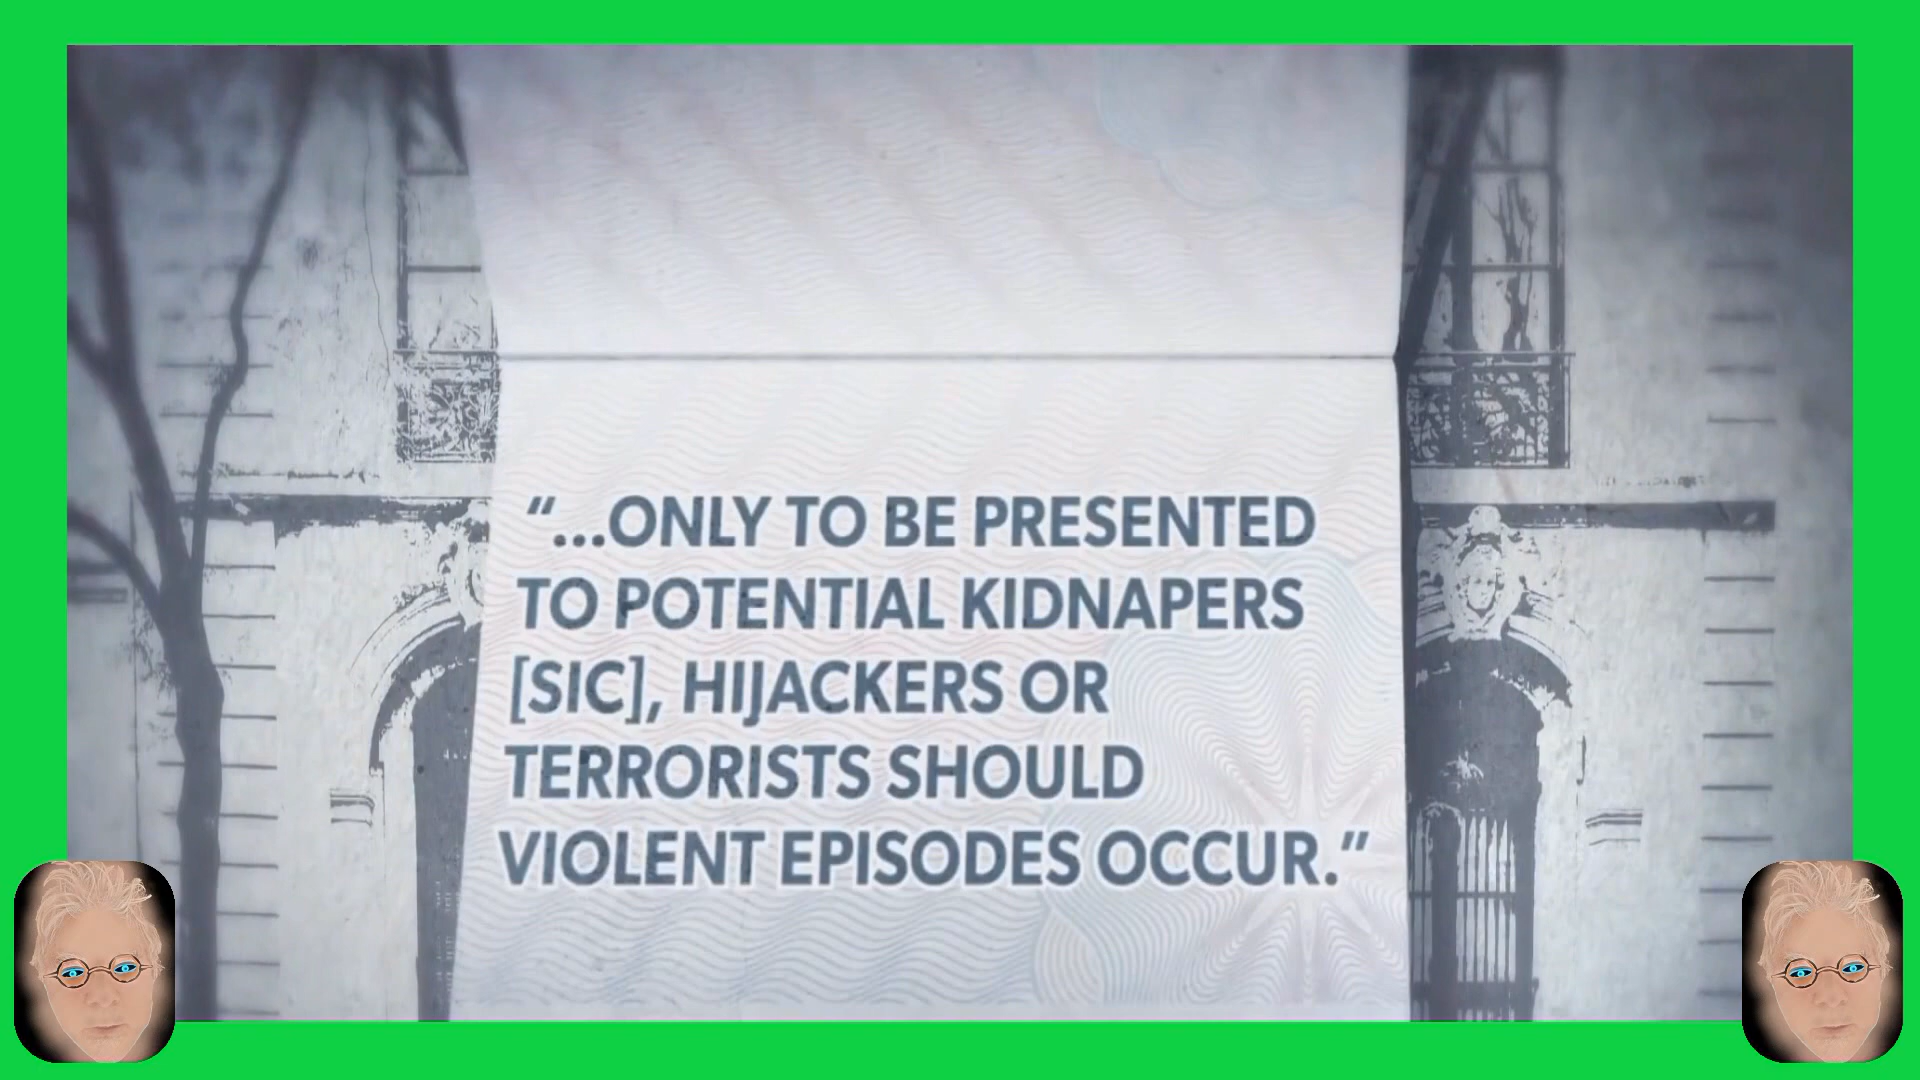 “...ONLY TO BE PRESENTED
TO POTENTIAL KIDNAPERS
[SIC], HIJACKERS OR
TERRORISTS SHOULD
VIOLENT EPISODES OCCUR.”